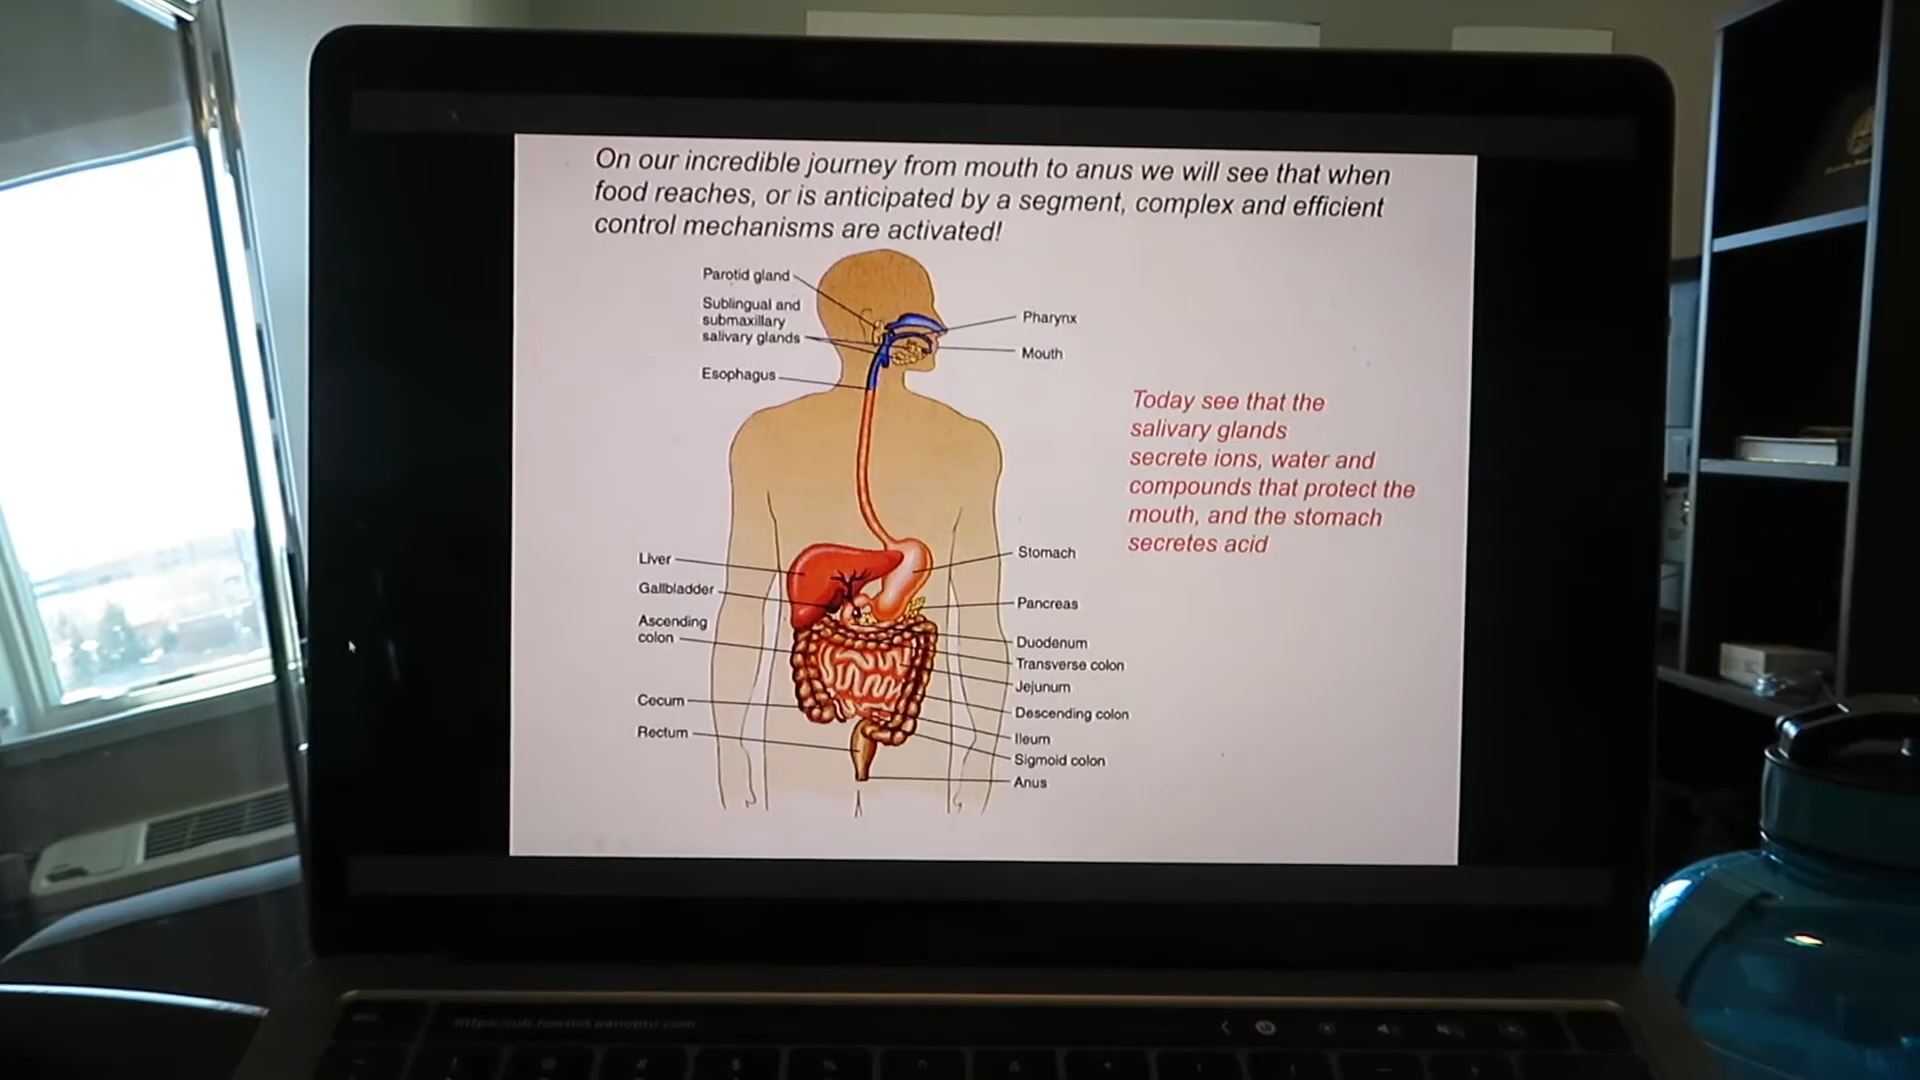 On our incredible journey from mouth to anus we will see that when
food reaches, or is anticipated by a segment, complex and efficient
control mechanisms are activated!
Parotid gland
Sublingual and
submaxillary
salivary glands
Esophagus
Pharynx
Mouth
Today see that the
salivary glands
secrete ions, water and
compounds that protect the
mouth, and the stomach
secretes acid
Liver
Gallbladder
Ascending
colon
Cecum
Rectum
Stomach
Pancreas
Duodenum
Transverse colon
Jejunum
Descending colon
Ileum
Sigmoid colon
Anus